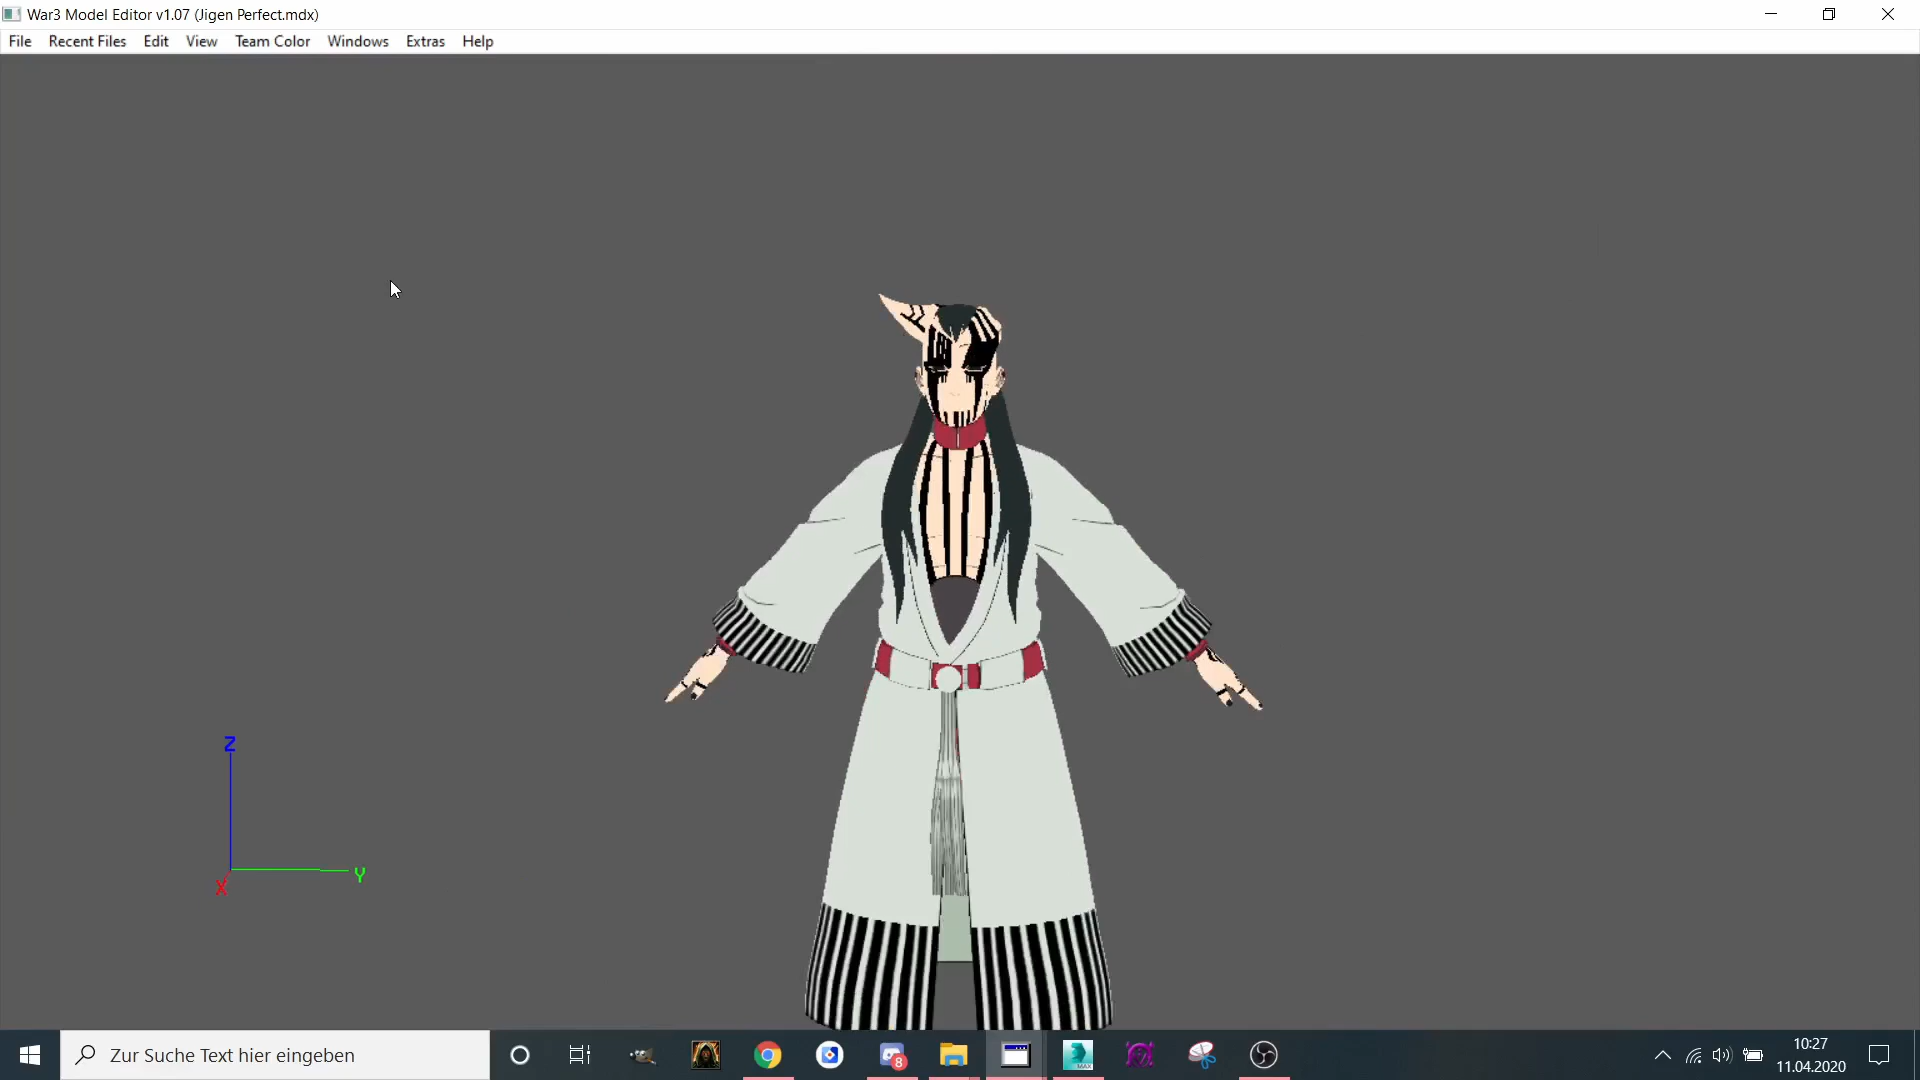 War3 Model Editor v1.07 (Jigen Perfect.mdx)
File Recent Files Edit View Team Color Windows Extras Help
Z
Y
X
Zur Suche Text hier eingeben
8
MAX
10:27
11.04.2020